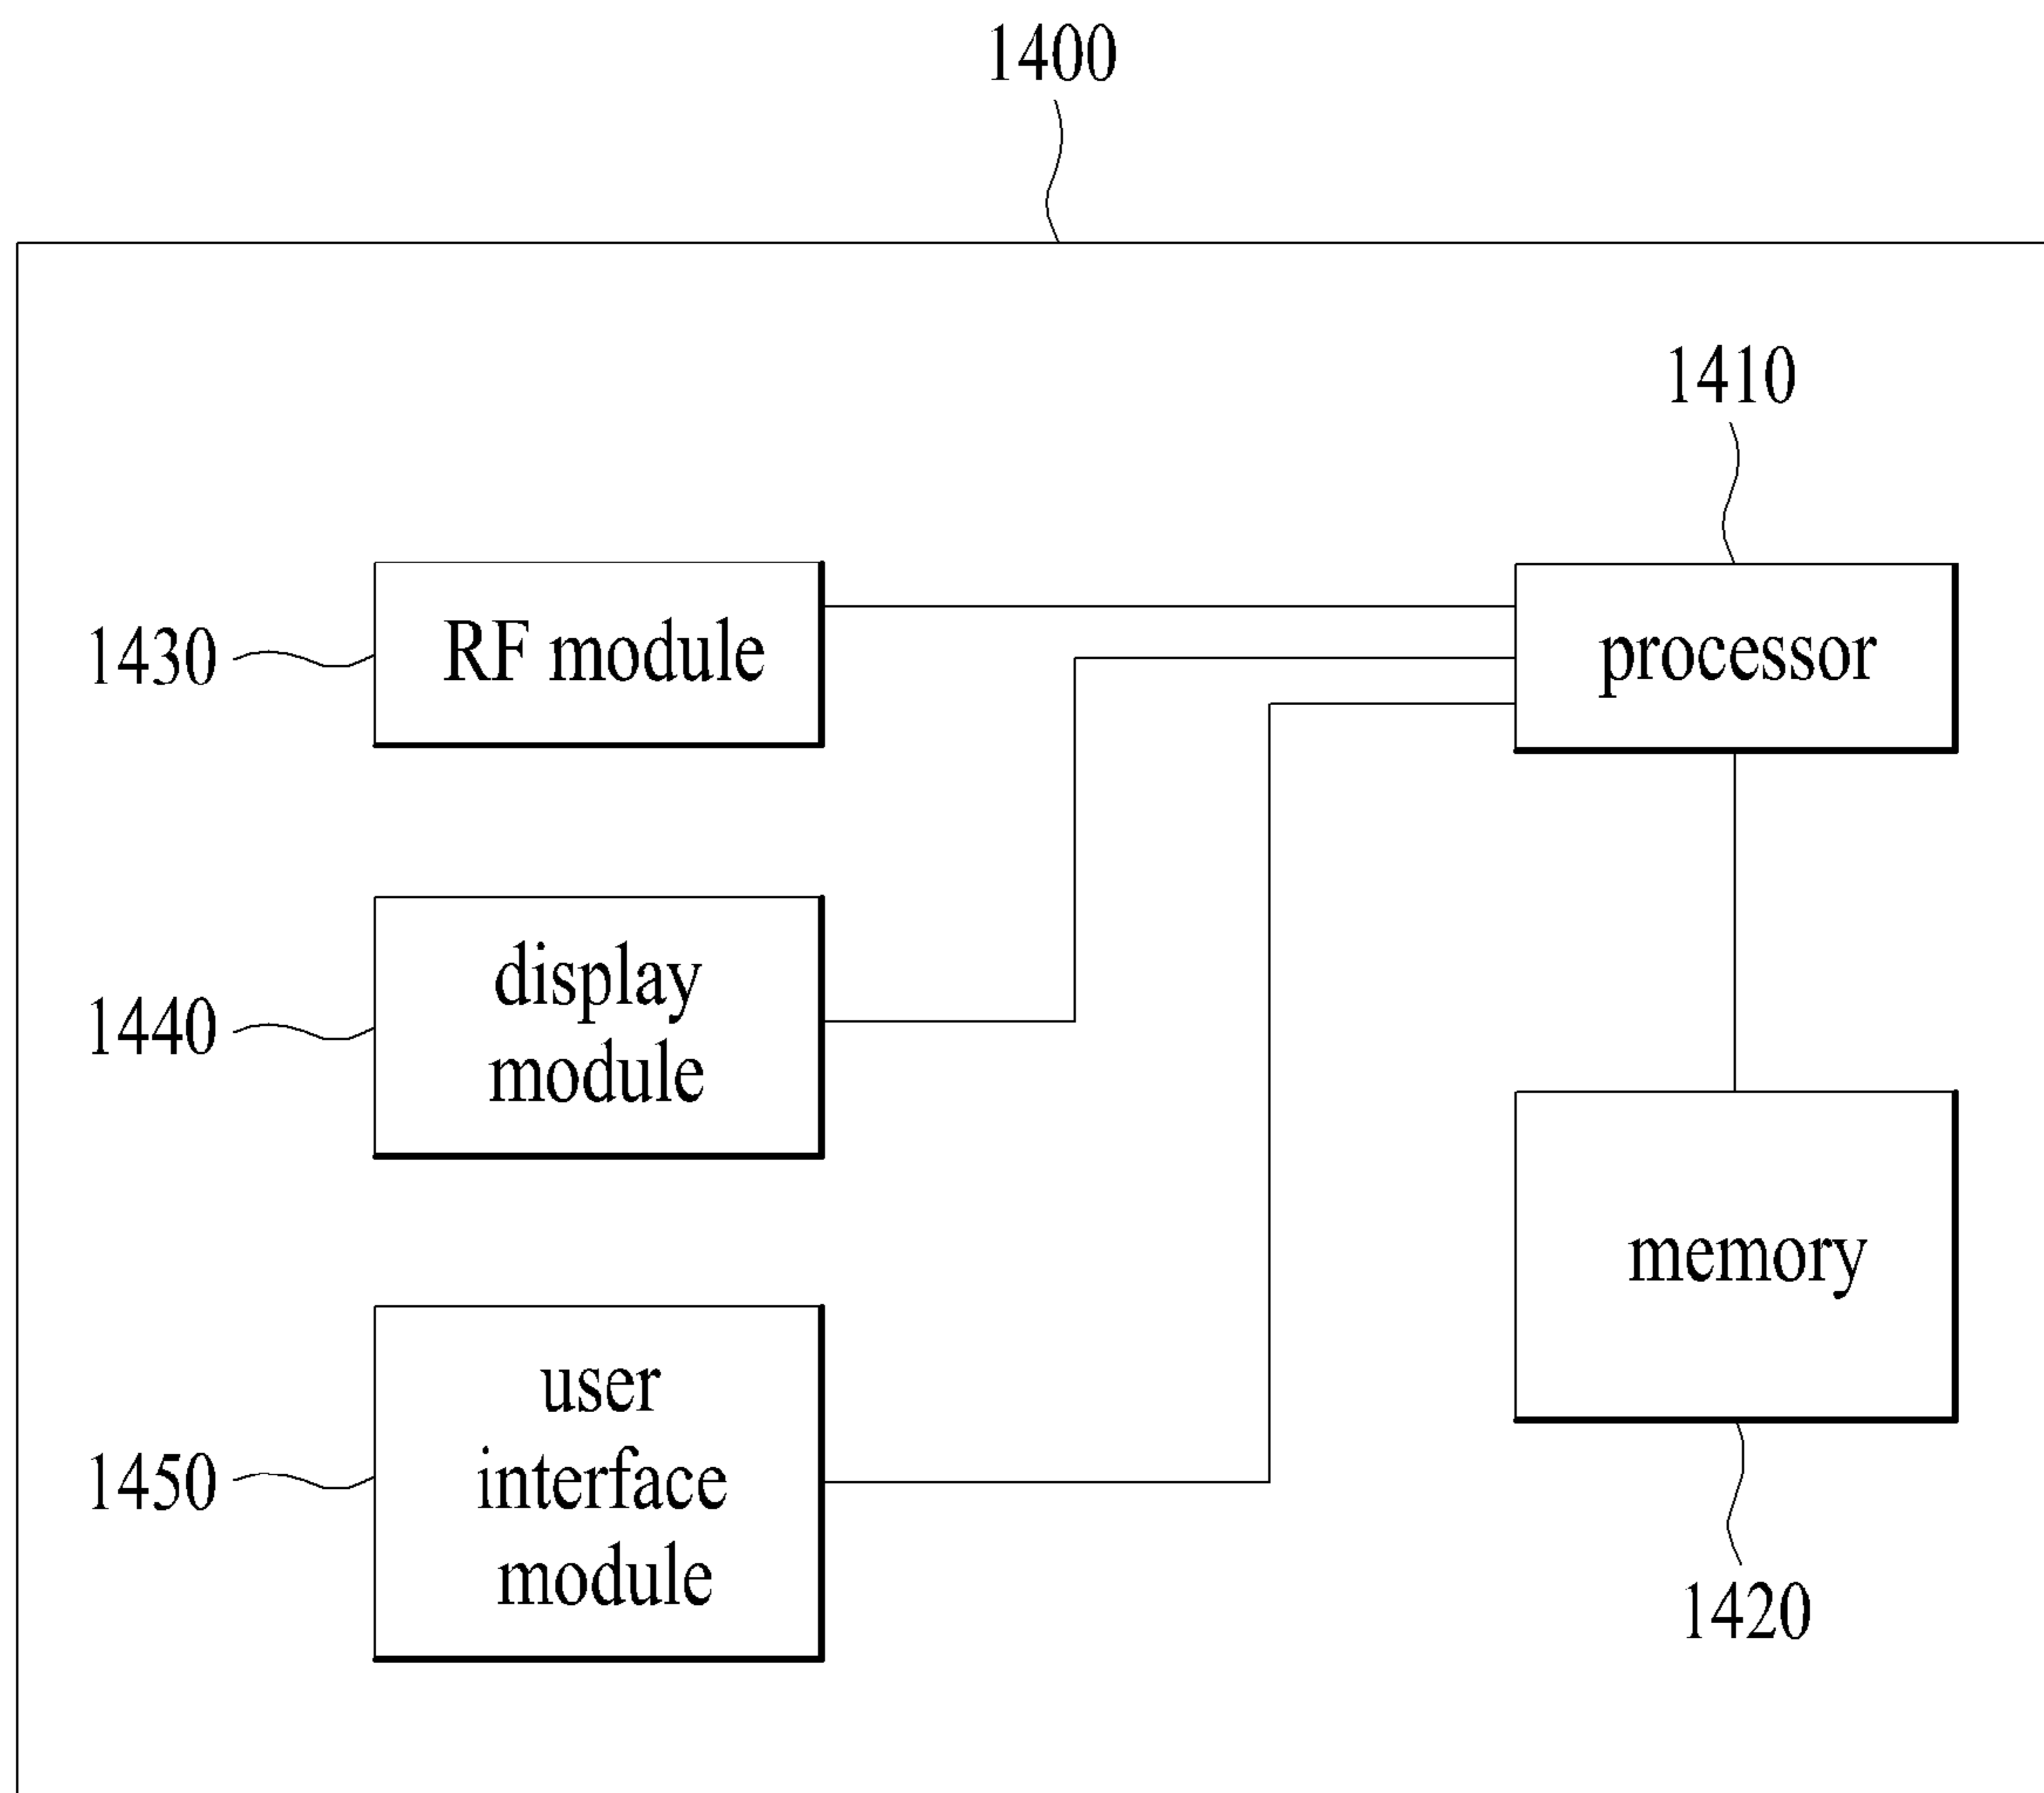 1400
1410
1430
RF module
processor
1440
display
module
memory
1450
user
interface
module
1420